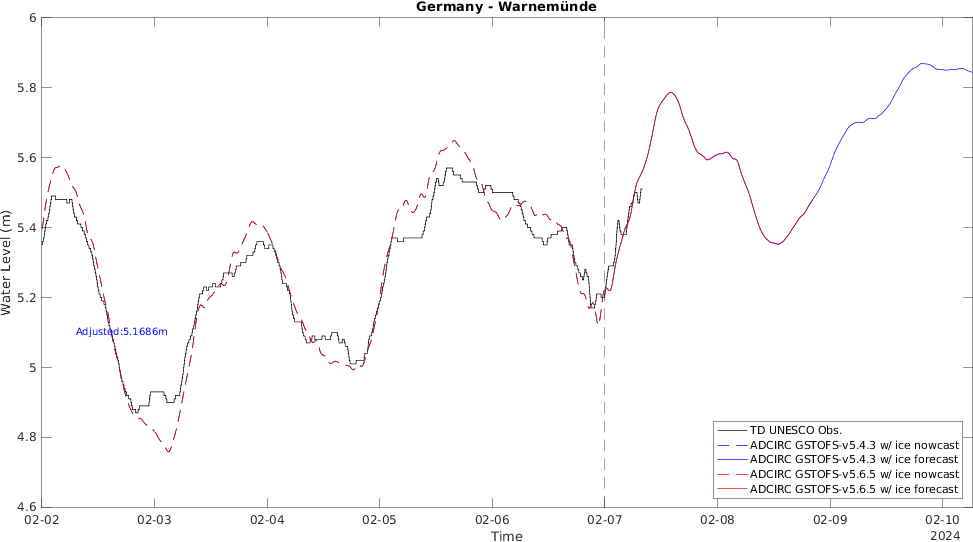 Germany - Warnemünde
6
5.8
5.6
5.4
5.2
5
4.8
4.6
Water Level (m)
Adjusted:5.1686m
TD UNESCO Obs.
ADCIRC GSTOFS-v5.4.3 w/ ice nowcast
ADCIRC GSTOFS-v5.4.3 w/ ice forecast
ADCIRC GSTOFS-v5.6.5 w/ ice nowcast
ADCIRC GSTOFS-v5.6.5 w/ ice forecast
02-02 02-03 02-04 02-05 02-06 02-07 02-08 02-09 02-10
Time
2024